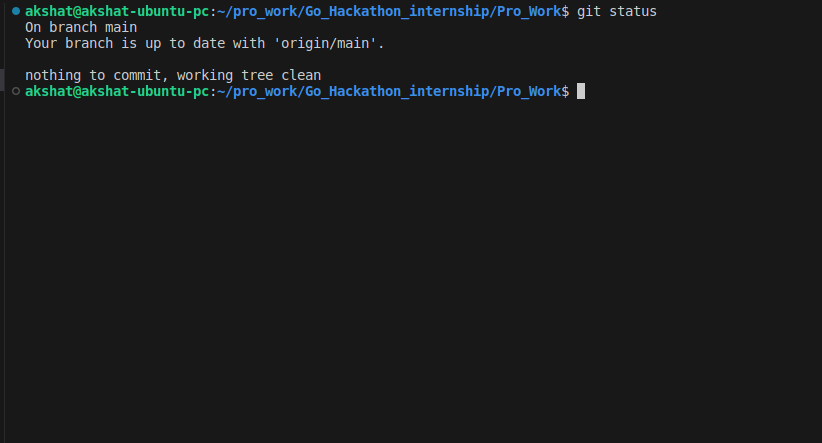 akshat@akshat-ubuntu-pc:~/pro_work/Go_Hackathon_internship/Pro_Work$ git status
On branch main
Your branch is up to date with 'origin/main'.
nothing to commit, working tree clean
akshat@akshat-ubuntu-pc:~/pro_work/Go_Hackathon_internship/Pro_Work$